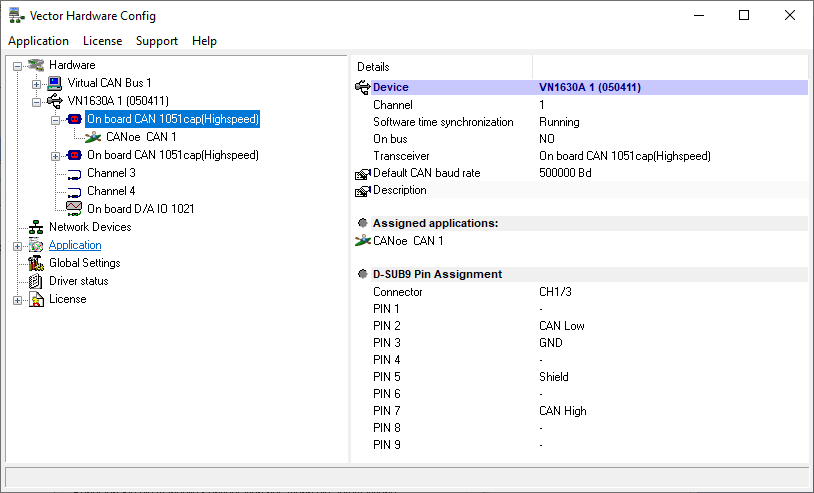 Vector Hardware Config
Application License Support Help
Hardware
Virtual CAN Bus 1
VN1630A 1 (050411)
On board CAN 1051cap(Highspeed)
CANoe CAN 1
On board CAN 1051cap(Highspeed)
Channel 3
Channel 4
On board D/A IO 1021
Network Devices
Application
Global Settings
Driver status
License
Details
Device VN1630A 1 (050411)
Channel 1
Software time synchronization Running
On bus NO
Transceiver On board CAN 1051cap(Highspeed)
Default CAN baud rate 500000 Bd
Description
Assigned applications:
CANoe CAN 1
D-SUB9 Pin Assignment
Connector CH1/3
PIN 1 -
PIN 2 CAN Low
PIN 3 GND
PIN 4 -
PIN 5 Shield
PIN 6 -
PIN 7 CAN High
PIN 8 -
PIN 9 -